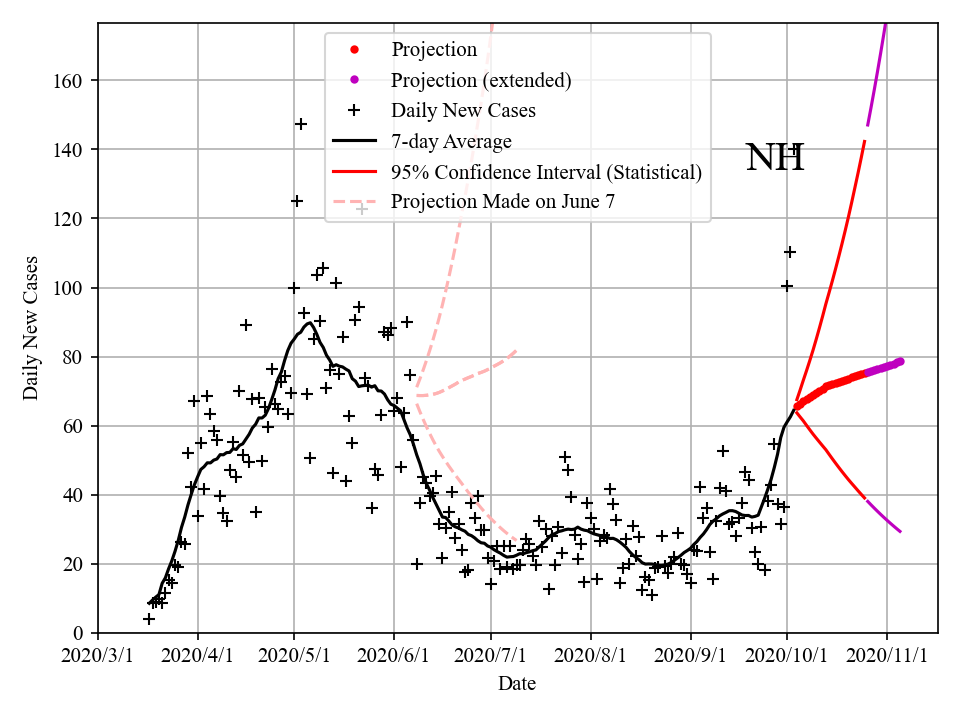 Projection
Projection (extended)
Daily New Cases
7-day Average
95% Confidence Interval (Statistical)
Projection Made on June 7
NH
Daily New Cases
160
140
120
100
80
60
40
20
0
2020/3/1 2020/4/1 2020/5/1 2020/6/1 2020/7/1 2020/8/1 2020/9/1 2020/10/1 2020/11/1
Date